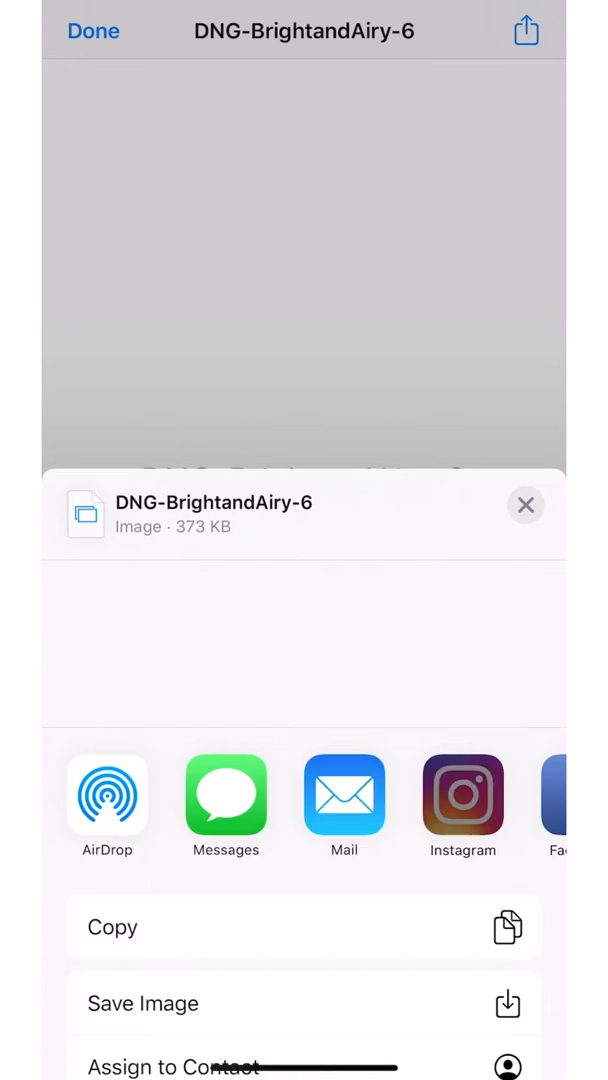 Done
DNG-BrightandAiry-6
DNG-BrightandAiry-6
Image · 373 KB
AirDrop
Messages
Mail
Instagram
Copy
Save Image
Assign to Contact